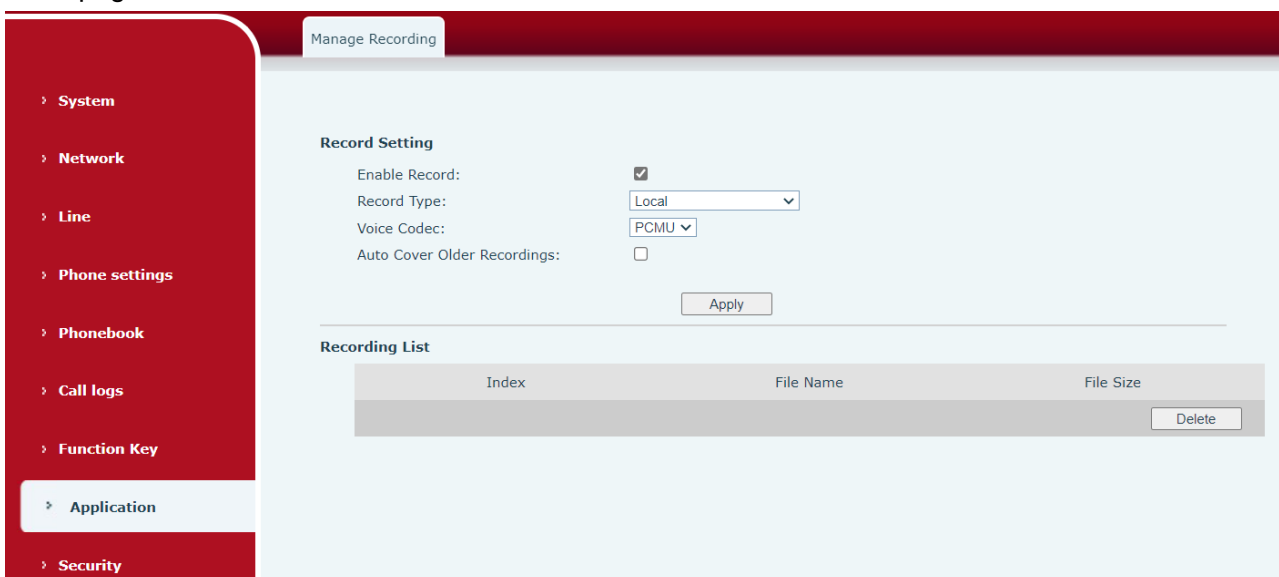 Manage Recording
System
Network
Line
Phone settings
Phonebook
Call logs
Function Key
Application
Security
Record Setting
Enable Record:
Record Type: Local
Voice Codec: PCMU
Auto Cover Older Recordings:
Apply
Recording List
Index File Name File Size
Delete